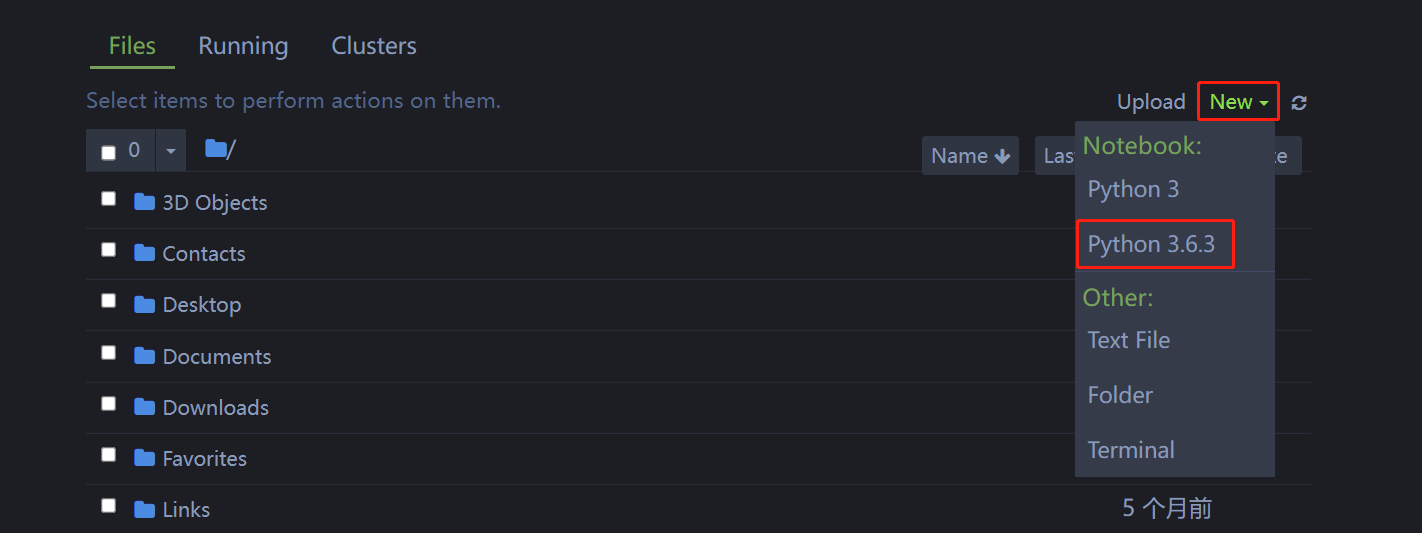 Files Running Clusters
Select items to perform actions on them.
Upload New
0 /
Name Las te
Notebook:
Python 3
Python 3.6.3
Other:
Text File
Folder
Terminal
3D Objects
Contacts
Desktop
Documents
Downloads
Favorites
Links 5 个月前